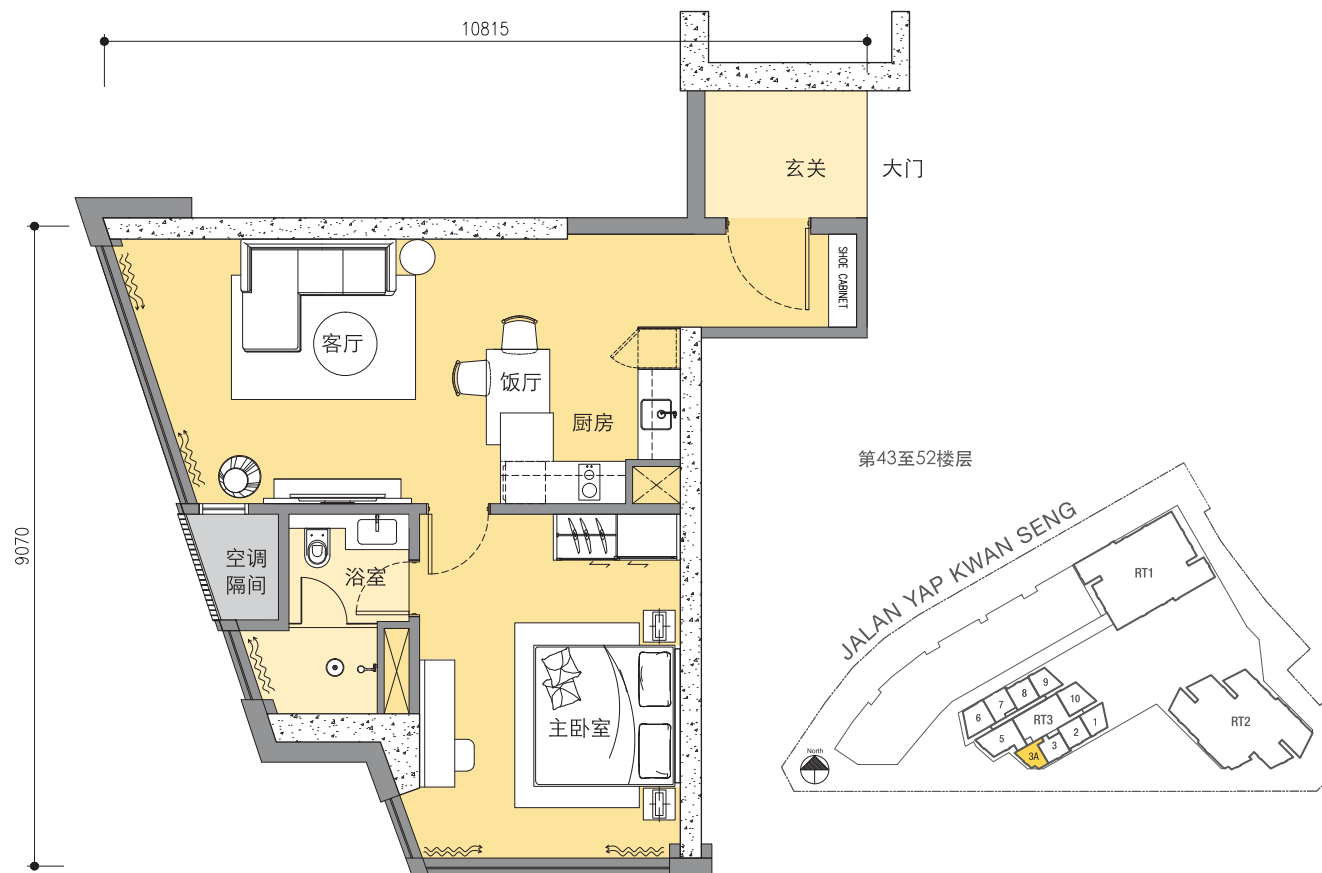 10815
玄关
大门
SHOE CABINET
客厅
饭厅
厨房
9070
空调
隔间
浴室
主卧室
第43至52楼层
JALAN YAP KWAN SENG
RT1
RT2
RT3
9
8
7
6
10
5
1
2
3
3A
North